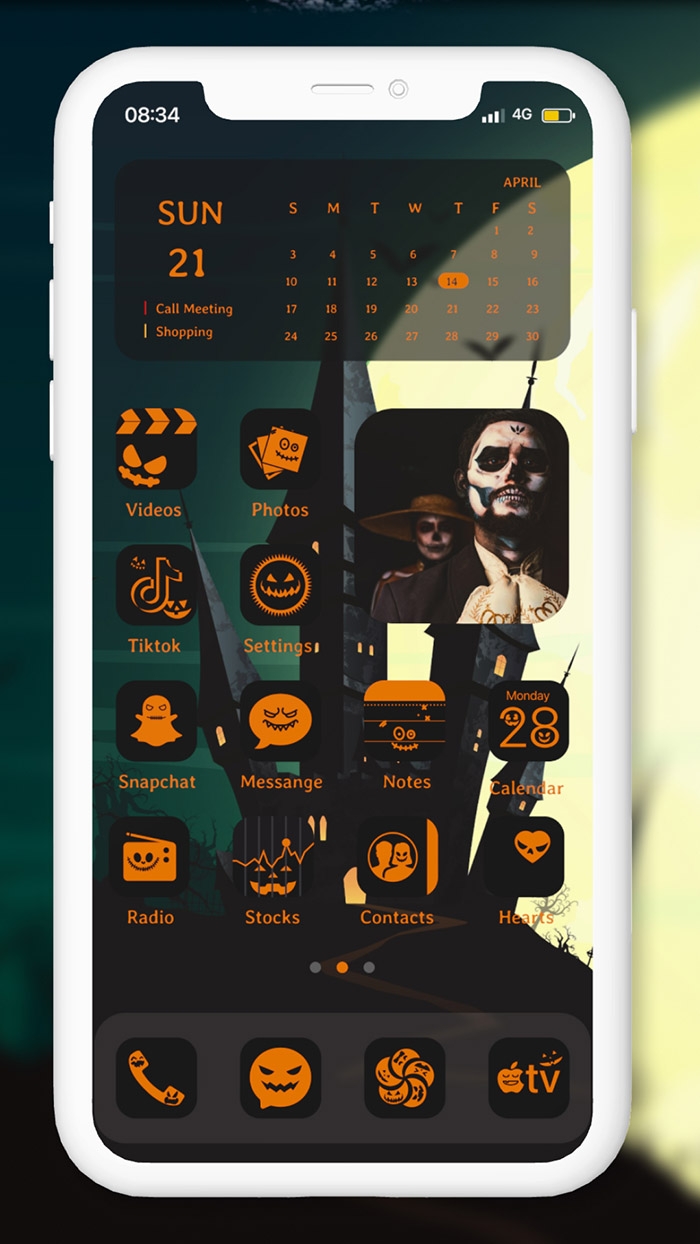 08:34
4G
SUN
21
Call Meeting
Shopping
APRIL
S M T W T F S
1 2
3 4 5 6 7 8 9
10 11 12 13 14 15 16
17 18 19 20 21 22 23
24 25 26 27 28 29 30
Videos Photos
Tiktok Settings
Monday
28
Snapchat Messange Notes Calendar
Radio Stocks Contacts Hearts
tv